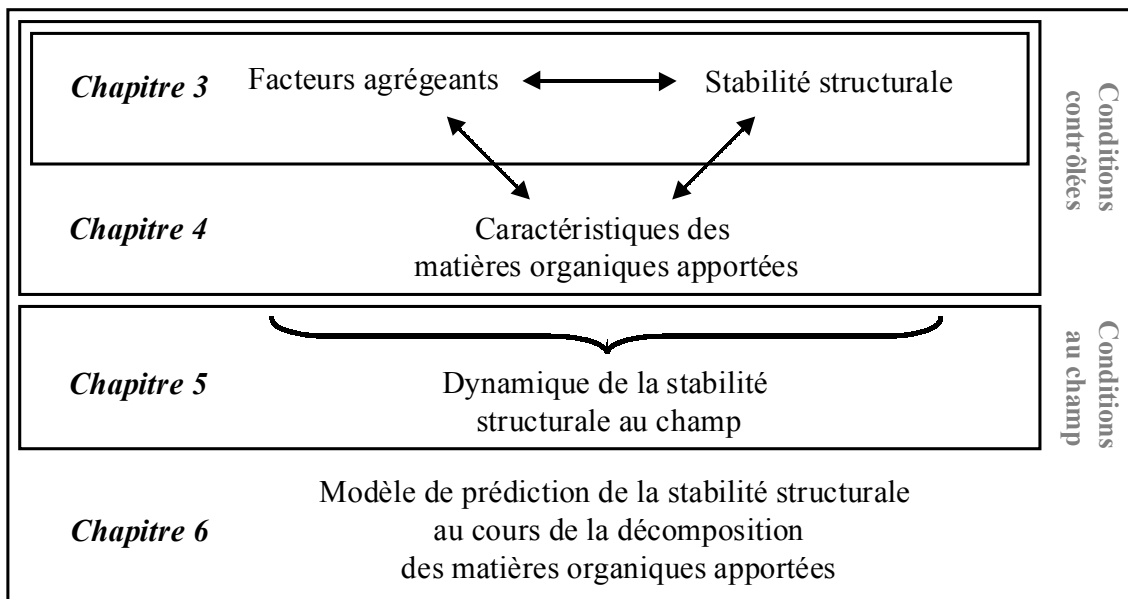 Chapitre 3
Facteurs agrégeants
Stabilité structurale
Conditions
contrôlées
Chapitre 4
Caractéristiques des
matières organiques apportées
Chapitre 5
Dynamique de la stabilité
structurale au champ
Conditions
au champ
Chapitre 6
Modèle de prédiction de la stabilité structurale
au cours de la décomposition
des matières organiques apportées